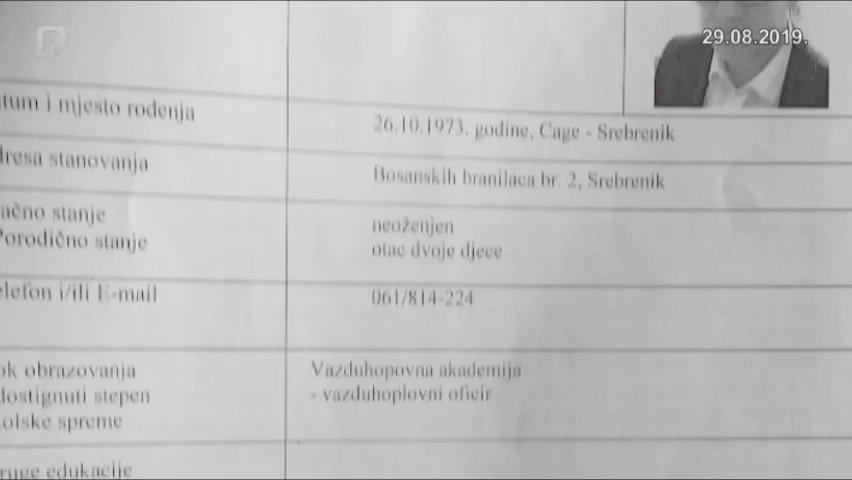 29.08.2019.
tum i mjesto rođenja
26.10.1973. godine, Cage - Srebrenik
dresa stanovanja
Bosanskih branilaca br. 2, Srebrenik
ačno stanje
neoženjen
Porodično stanje
otac dvoje djece
elefon i/ili E-mail
061/814-224
ok obrazovanja
Vazduhopovna akademija
dostignuti stepen
- vazduhoplovni oficir
olske spreme
ruge edukacije